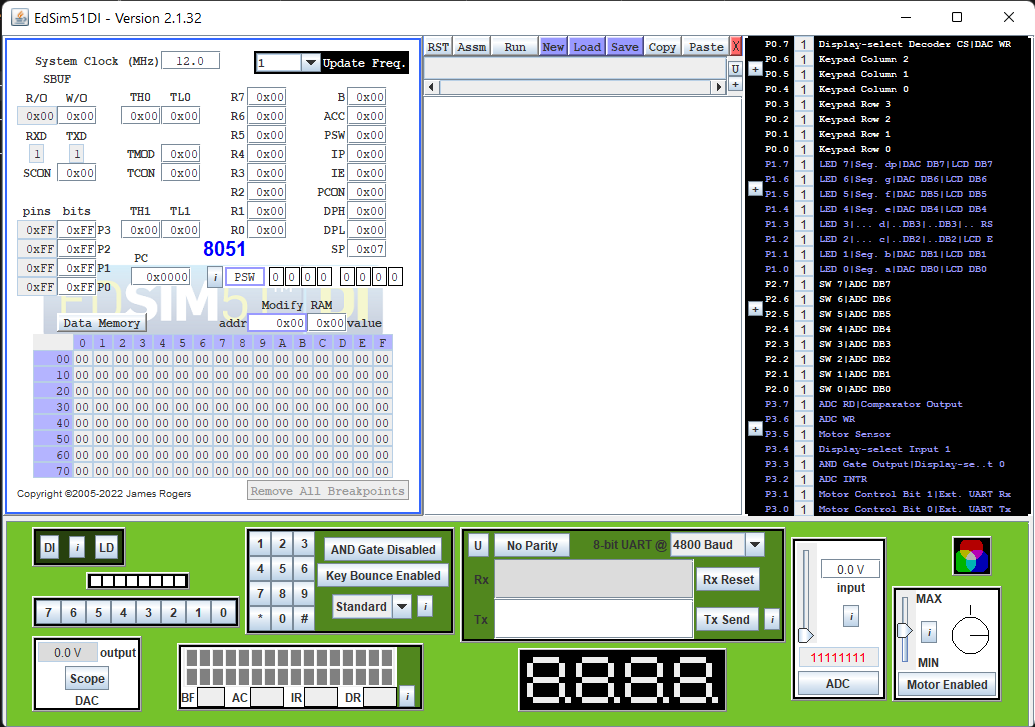 EdSim51DI - Version 2.1.32
System Clock (MHz) 12.0 1 Update Freq.
SBUF
R/O W/O TH0 TL0 R7 0x00 B 0x00
0x00 0x00 0x00 0x00 R6 0x00 ACC 0x00
RXD TXD R5 0x00 PSW 0x00
1 1 TMOD 0x00 R4 0x00 IP 0x00
SCON 0x00 TCON 0x00 R3 0x00 IE 0x00
R2 0x00 PCON 0x00
pins bits TH1 TL1 R1 0x00 DPH 0x00
0xFF 0xFF P3 0x00 0x00 R0 0x00 DPL 0x00
0xFF 0xFF P2 8051 SP 0x07
0xFF 0xFF P1 PC
0xFF 0xFF P0 0x0000 i PSW 0 0 0 0 0 0 0 0
EDSIM51DI
Modify RAM
Data Memory addr 0x00 0x00 value
0 1 2 3 4 5 6 7 8 9 A B C D E F
00 00 00 00 00 00 00 00 00 00 00 00 00 00 00 00 00
10 00 00 00 00 00 00 00 00 00 00 00 00 00 00 00 00
20 00 00 00 00 00 00 00 00 00 00 00 00 00 00 00 00
30 00 00 00 00 00 00 00 00 00 00 00 00 00 00 00 00
40 00 00 00 00 00 00 00 00 00 00 00 00 00 00 00 00
50 00 00 00 00 00 00 00 00 00 00 00 00 00 00 00 00
60 00 00 00 00 00 00 00 00 00 00 00 00 00 00 00 00
70 00 00 00 00 00 00 00 00 00 00 00 00 00 00 00 00
Copyright ©2005-2022 James Rogers Remove All Breakpoints
RST Assm Run New Load Save Copy Paste X
U
+
P0.7 1 Display-select Decoder CS|DAC WR
P0.6 1 Keypad Column 2
+
P0.5 1 Keypad Column 1
P0.4 1 Keypad Column 0
P0.3 1 Keypad Row 3
P0.2 1 Keypad Row 2
P0.1 1 Keypad Row 1
P0.0 1 Keypad Row 0
P1.7 1 LED 7|Seg. dp|DAC DB7|LCD DB7
P1.6 1 LED 6|Seg. g|DAC DB6|LCD DB6
+
P1.5 1 LED 5|Seg. f|DAC DB5|LCD DB5
P1.4 1 LED 4|Seg. e|DAC DB4|LCD DB4
P1.3 1 LED 3|... d|..DB3|..DB3|.. RS
P1.2 1 LED 2|... c|..DB2|..DB2|LCD E
P1.1 1 LED 1|Seg. b|DAC DB1|LCD DB1
P1.0 1 LED 0|Seg. a|DAC DB0|LCD DB0
P2.7 1 SW 7|ADC DB7
P2.6 1 SW 6|ADC DB6
+
P2.5 1 SW 5|ADC DB5
P2.4 1 SW 4|ADC DB4
P2.3 1 SW 3|ADC DB3
P2.2 1 SW 2|ADC DB2
P2.1 1 SW 1|ADC DB1
P2.0 1 SW 0|ADC DB0
P3.7 1 ADC RD|Comparator Output
P3.6 1 ADC WR
+
P3.5 1 Motor Sensor
P3.4 1 Display-select Input 1
P3.3 1 AND Gate Output|Display-se..t 0
P3.2 1 ADC INTR
P3.1 1 Motor Control Bit 1|Ext. UART Rx
P3.0 1 Motor Control Bit 0|Ext. UART Tx
DI i LD
7 6 5 4 3 2 1 0
0.0 V output
Scope
DAC
1 2 3
4 5 6
7 8 9
* 0 #
AND Gate Disabled
Key Bounce Enabled
Standard i
BF AC IR DR i
U No Parity 8-bit UART @ 4800 Baud
Rx Rx Reset
Tx Tx Send i
8.8.8.8.
0.0 V
input
i
11111111
ADC
MAX
i
MIN
Motor Enabled